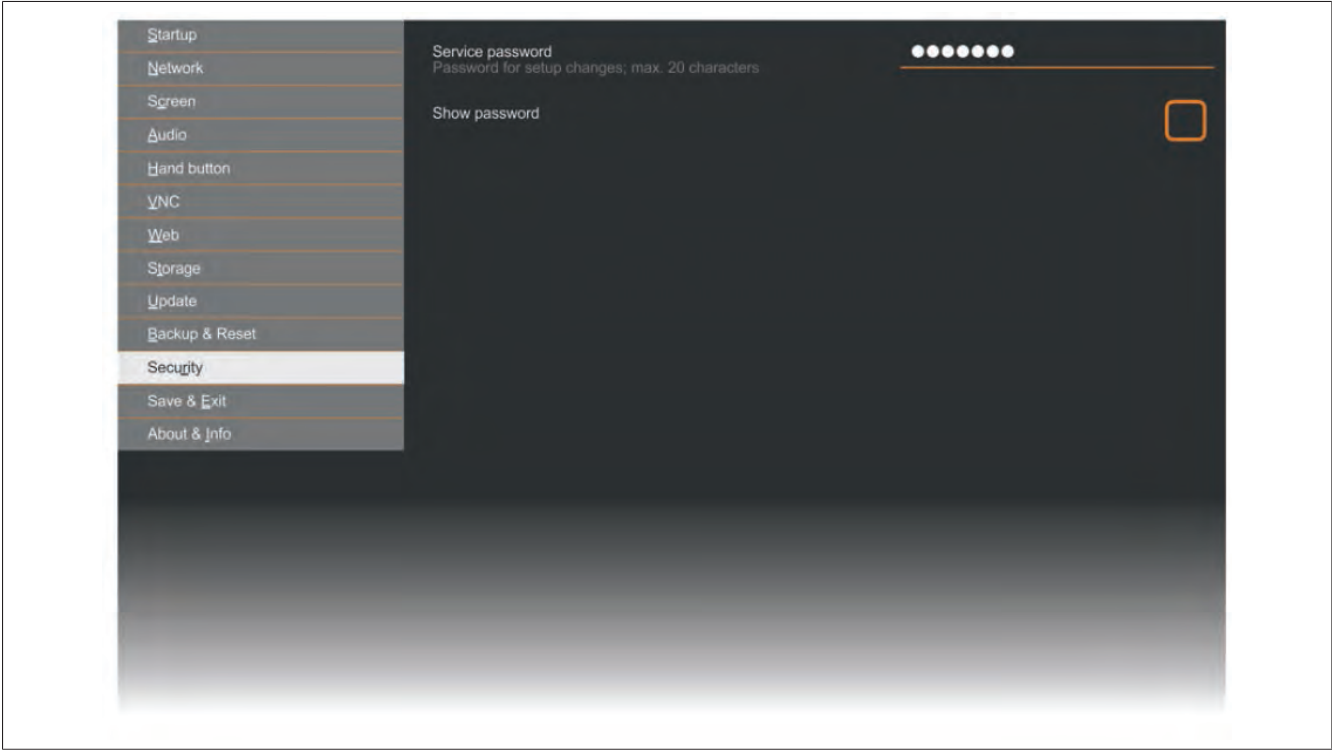 Startup
Network
Screen
Audio
Hand button
VNC
Web
Storage
Update
Backup & Reset
Security
Save & Exit
About & Info
Service password
Password for setup changes; max. 20 characters
●●●●●●●
Show password